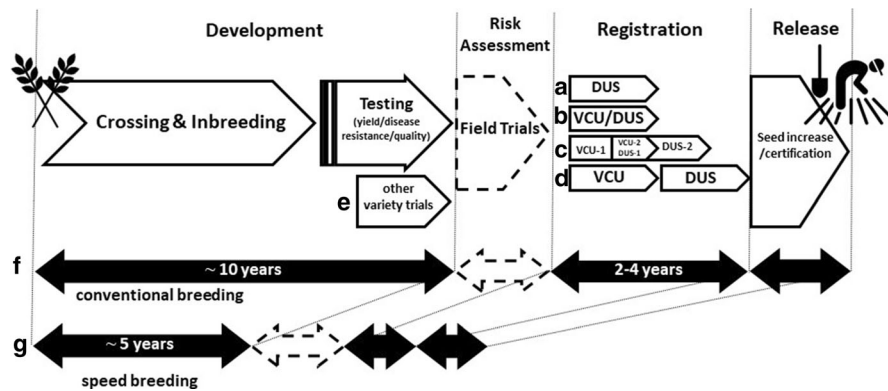 Development
Risk
Assessment
Registration
Release
Crossing & Inbreeding
Testing
(yield/disease
resistance/quality)
Field Trials
a
DUS
b
VCU/DUS
c
VCU-1
VCU-2
DUS-1
DUS-2
d
VCU
DUS
Seed increase
/certification
e
other
variety trials
f
~ 10 years
2-4 years
conventional breeding
g
~ 5 years
speed breeding